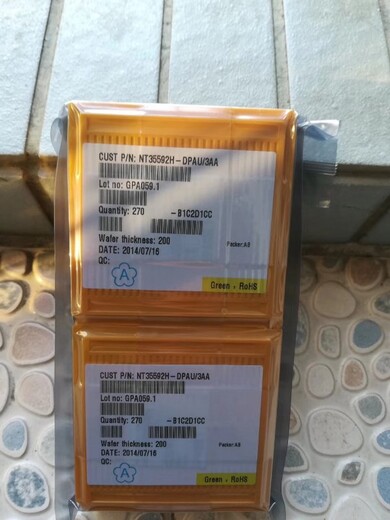 CUST P/N: NT35592H-DPAU/3AA
Lot no: GPA059.1
Quantity: 270 -B1C2D1CC
Wafer thickness: 200 Packer:A8
DATE: 2014/07/16
QC:
A
Green , RoHS
CUST P/N: NT35592H-DPAU/3AA
Lot no: GPA059.1
Quantity: 270 -B1C2D1CC
Wafer thickness: 200 Packer:A8
DATE: 2014/07/16
QC:
A
Green , RoHS